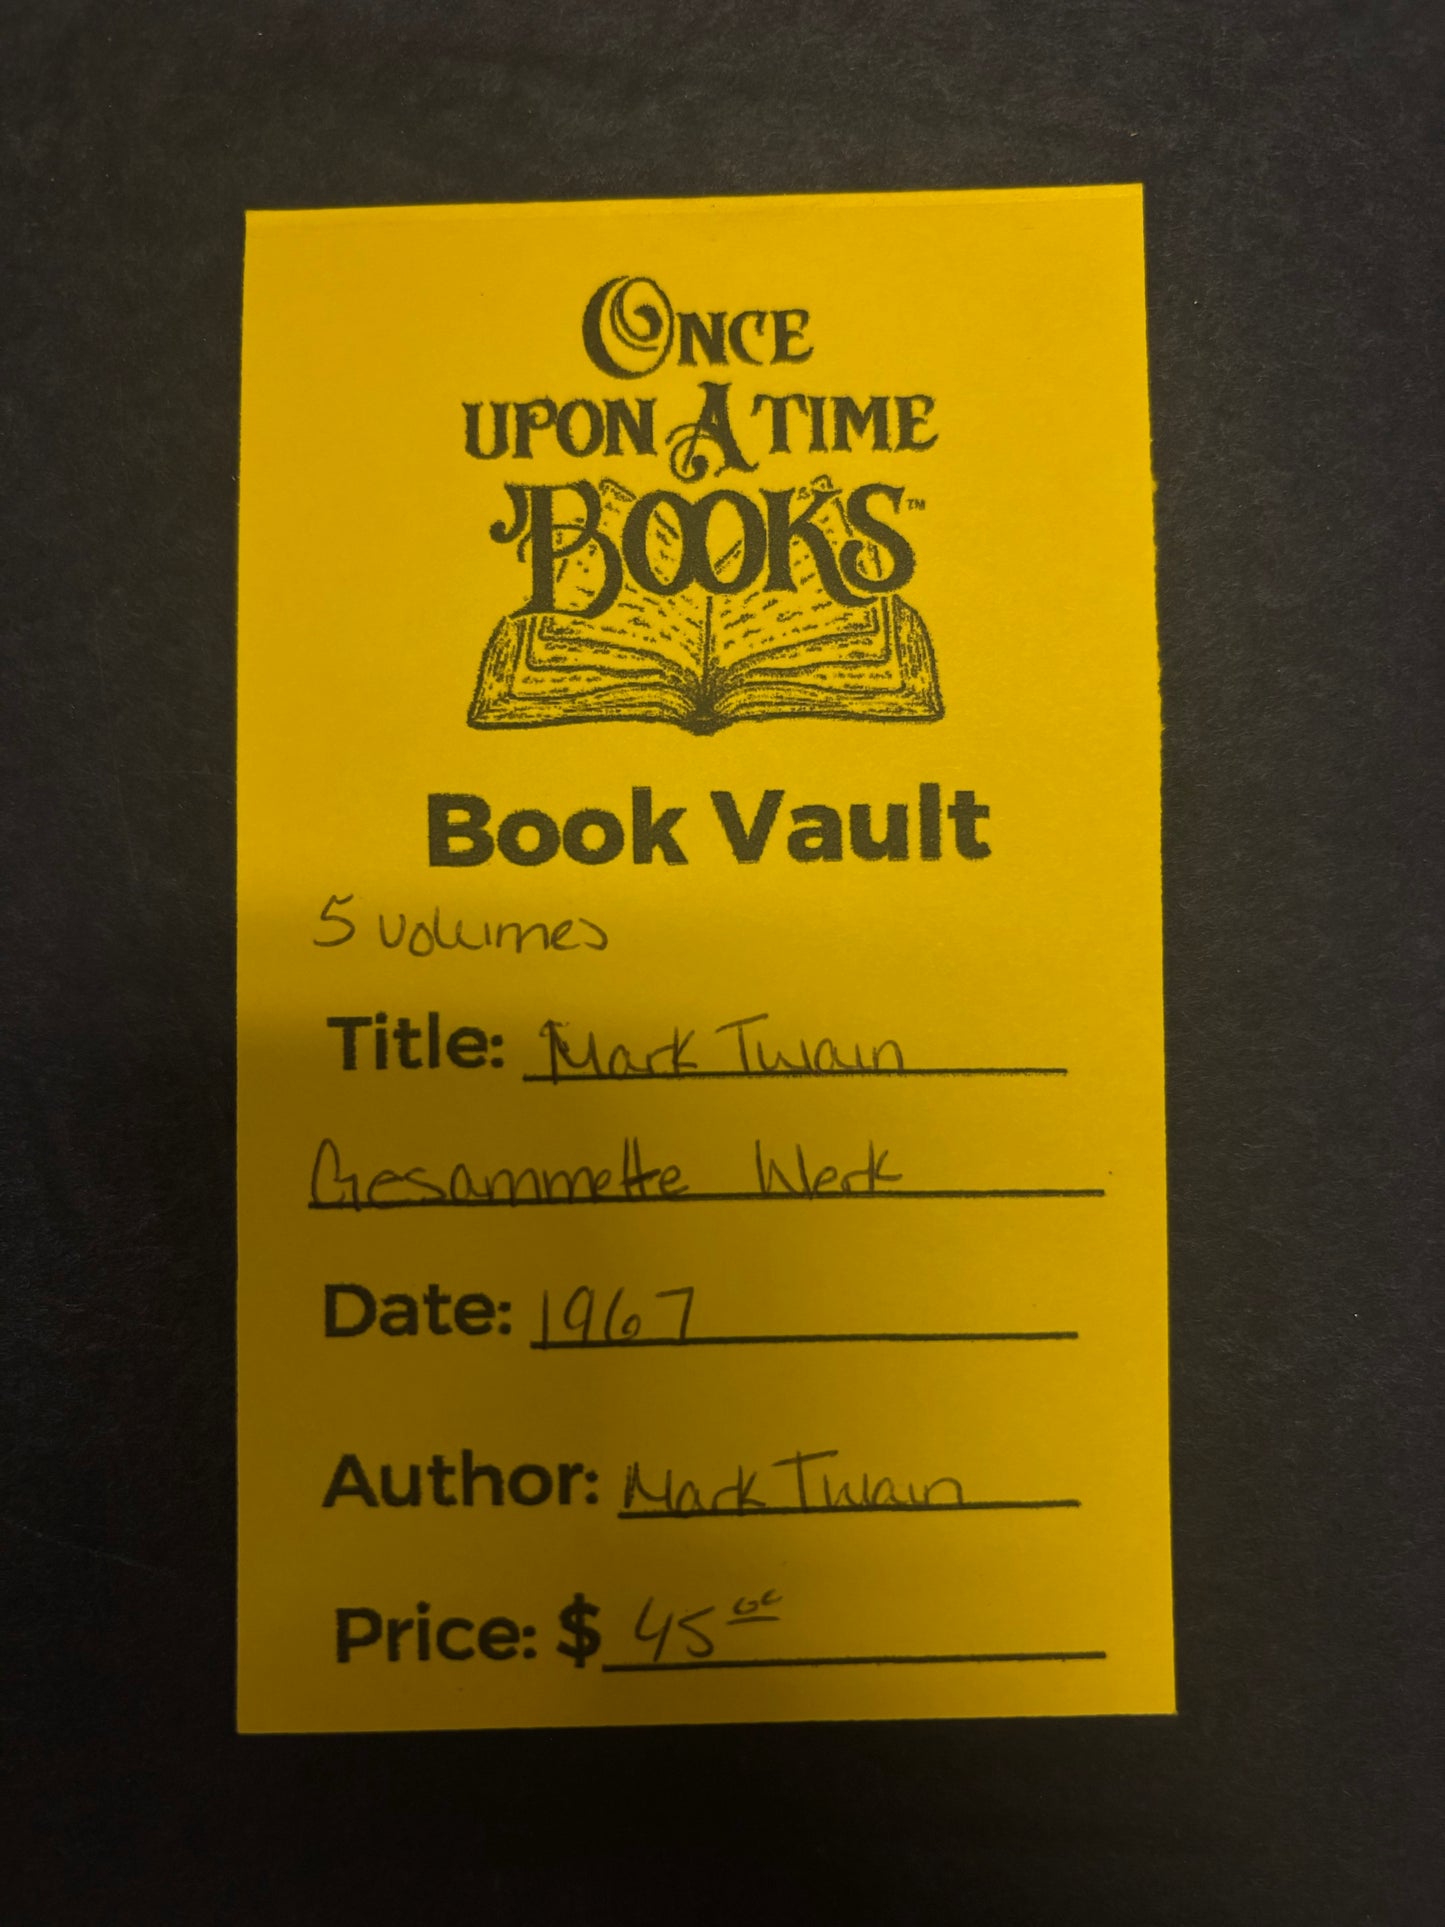 ONCE
UPON A TIME
BOOKS™
Book Vault
5 volumes
Title: Mark Twain
Gesammette Werk
Date: 1967
Author: Mark Twain
Price: $ 45 00